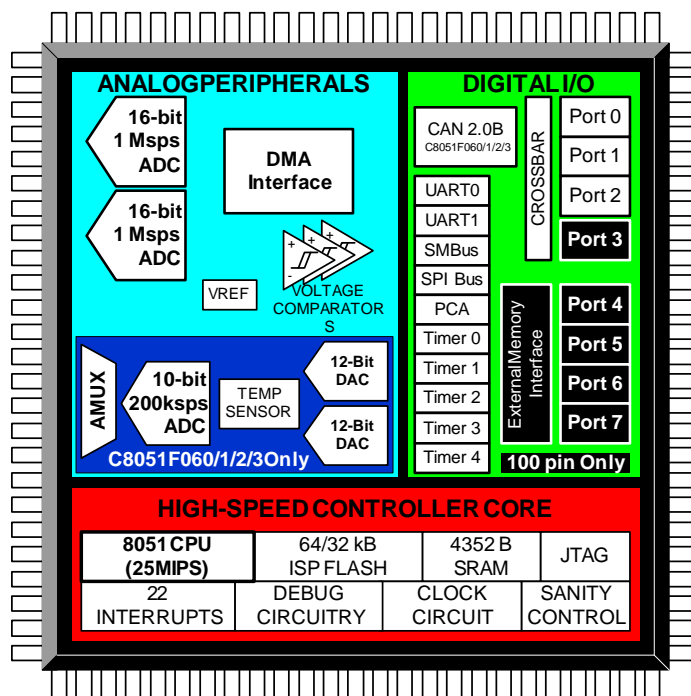 ANALOGPERIPHERALS
16-bit
1 Msps
ADC
16-bit
1 Msps
ADC
DMA
Interface
+
+
+
-
VREF
VOLTAGE
COMPARATOR
S
AMUX
10-bit
200ksps
ADC
TEMP
SENSOR
12-Bit
DAC
12-Bit
DAC
C8051F060/1/2/3Only
DIGITALI/O
CAN 2.0B
C8051F060/1/2/3
UART0
UART1
SMBus
SPI Bus
PCA
Timer 0
Timer 1
Timer 2
Timer 3
Timer 4
CROSSBAR
Port 0
Port 1
Port 2
Port 3
ExternalMemory
Interface
Port 4
Port 5
Port 6
Port 7
100 pin Only
HIGH-SPEED CONTROLLER CORE
8051CPU
(25MIPS)
64/32 kB
ISP FLASH
4352 B
SRAM
JTAG
22
INTERRUPTS
DEBUG
CIRCUITRY
CLOCK
CIRCUIT
SANITY
CONTROL